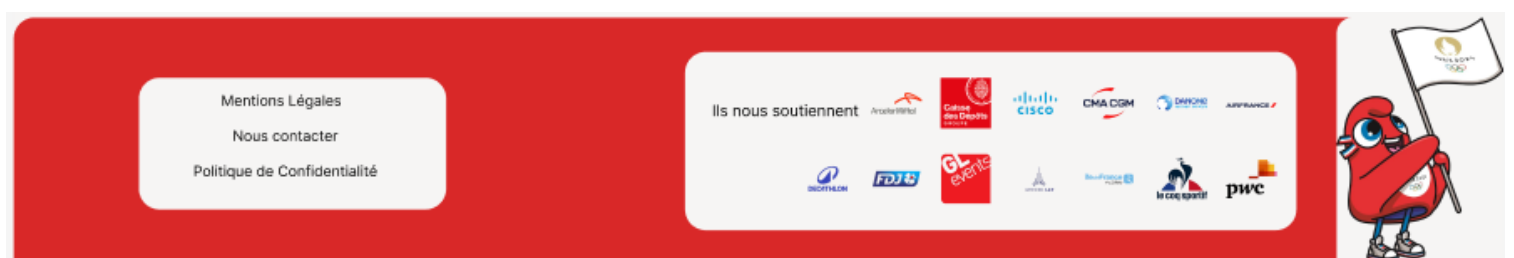 Mentions Légales
Nous contacter
Politique de Confidentialité
Ils nous soutiennent
ArcelorMittal
Caisse
des Dépôts
GROUPE
CISCO
CMA CGM
DANONE
AIRFRANCE
DECATHLON
FDJ
GL
events
le coq sportif
pwc